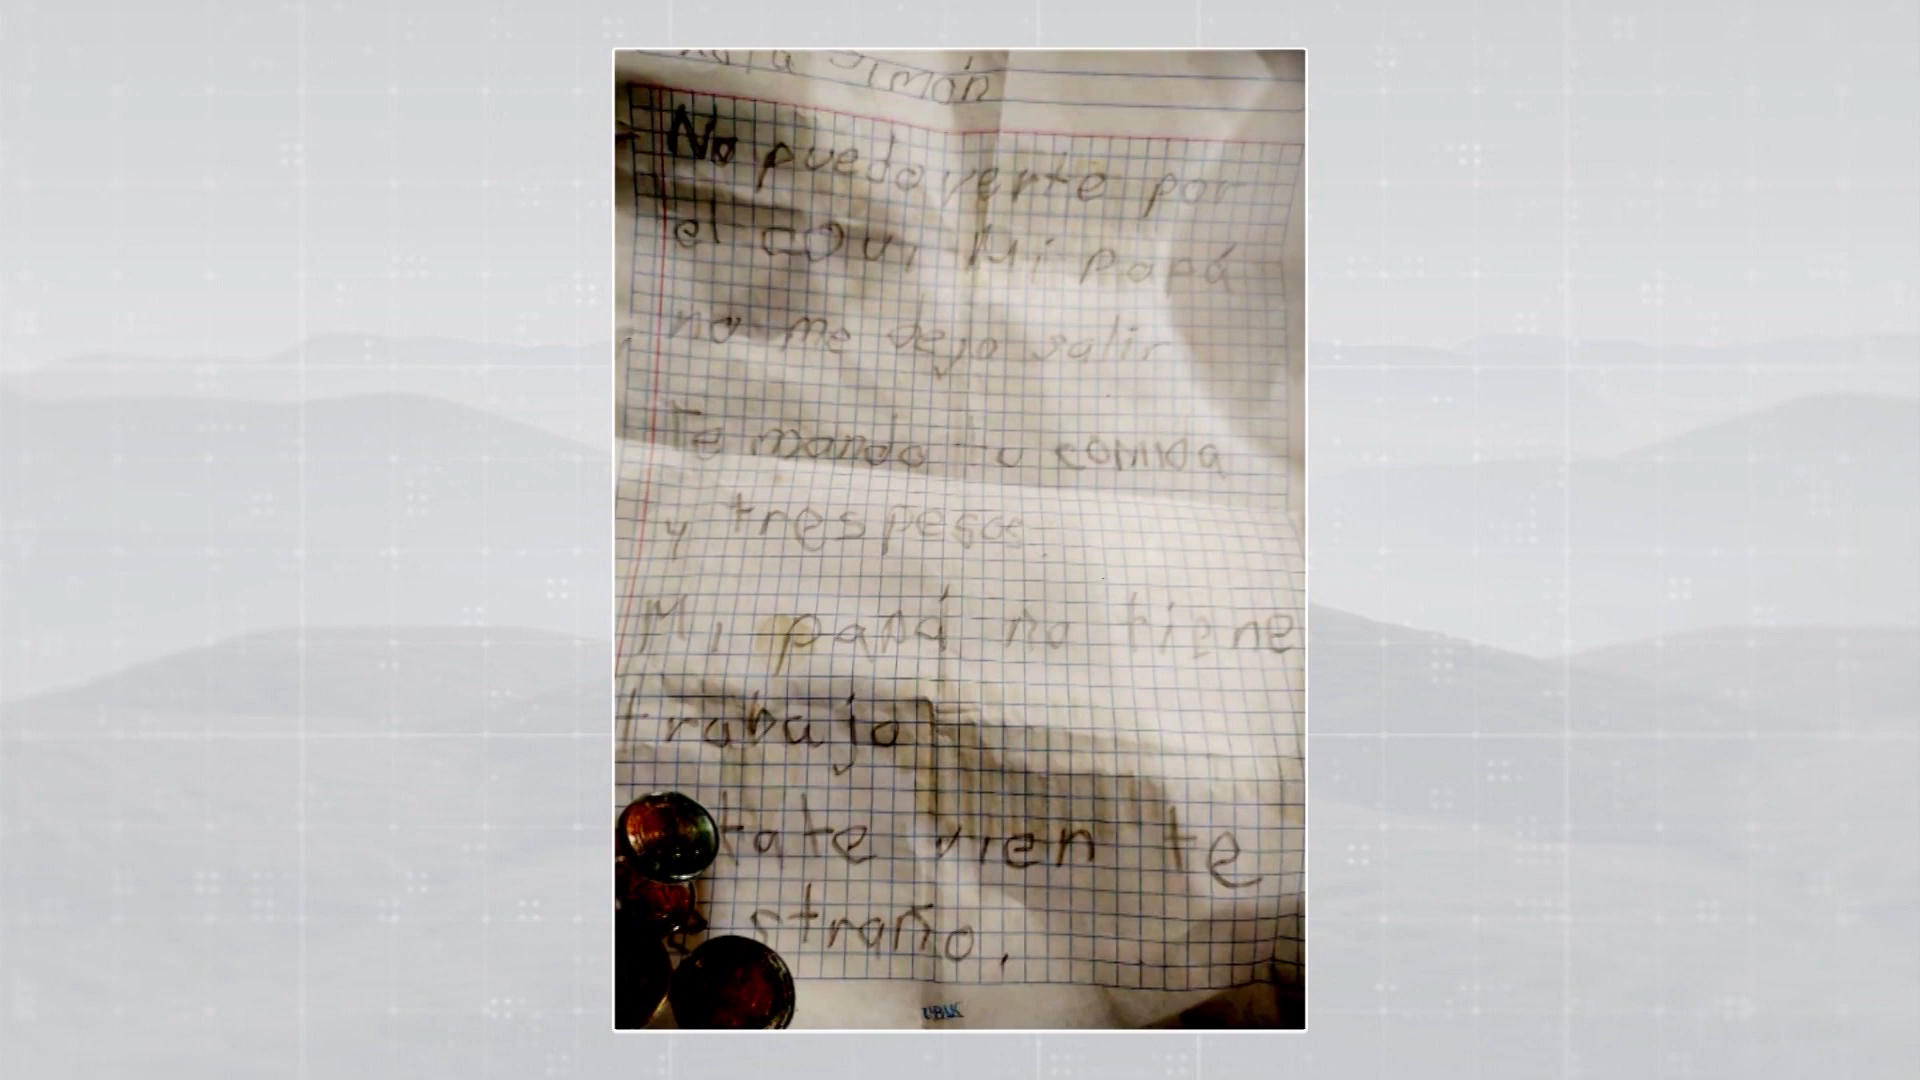 Simón
No puedo verte por
el COVI Mi papá
no me dejo salir
Te mando tu comida
y tres pesos.
Mi papá no tiene
trabajo
tate vien te
straño.